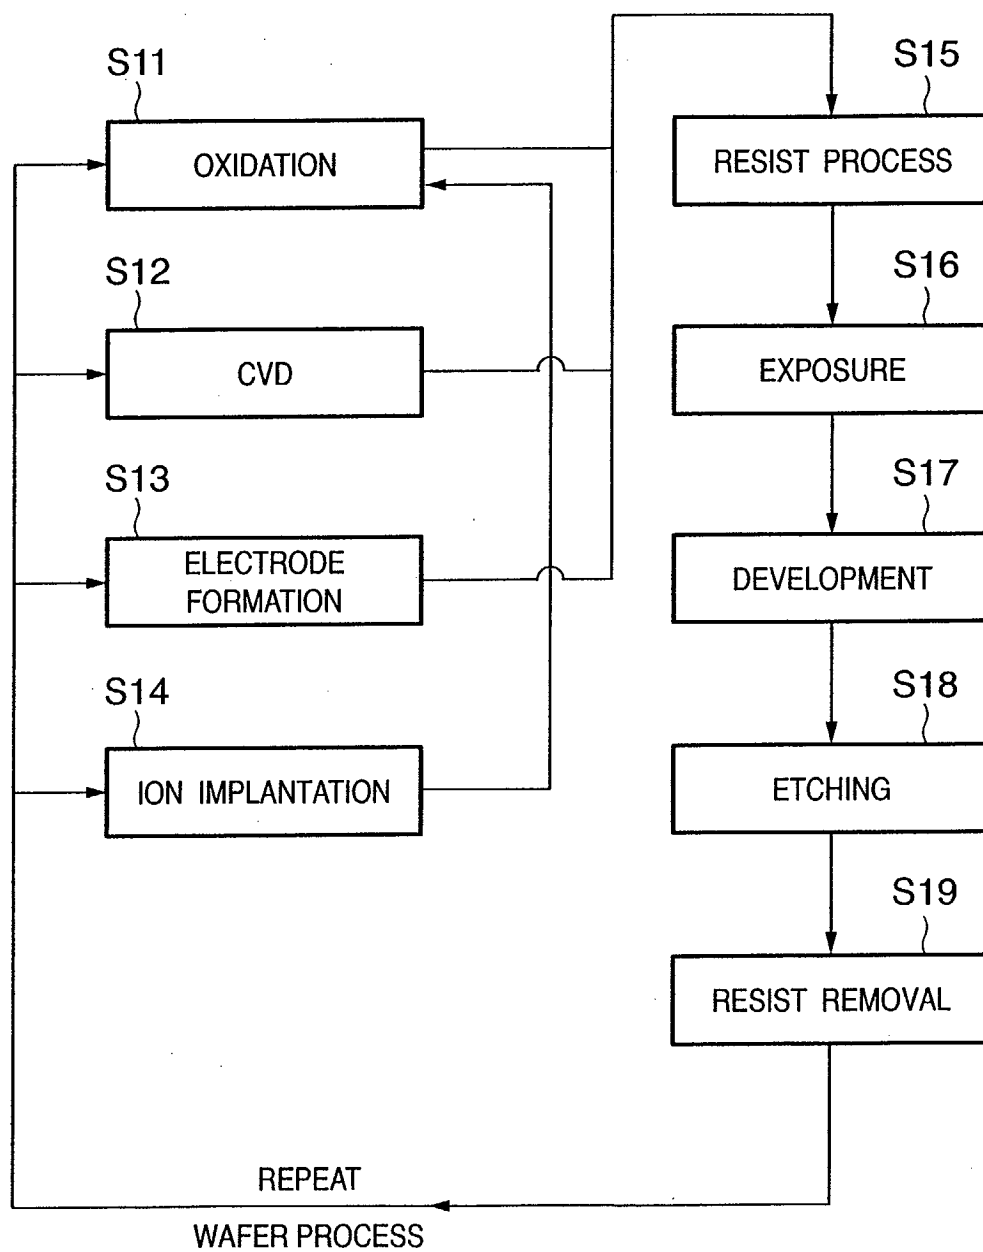 S11
OXIDATION
S12
CVD
S13
ELECTRODE
FORMATION
S14
ION IMPLANTATION
S15
RESIST PROCESS
S16
EXPOSURE
S17
DEVELOPMENT
S18
ETCHING
S19
RESIST REMOVAL
REPEAT
WAFER PROCESS